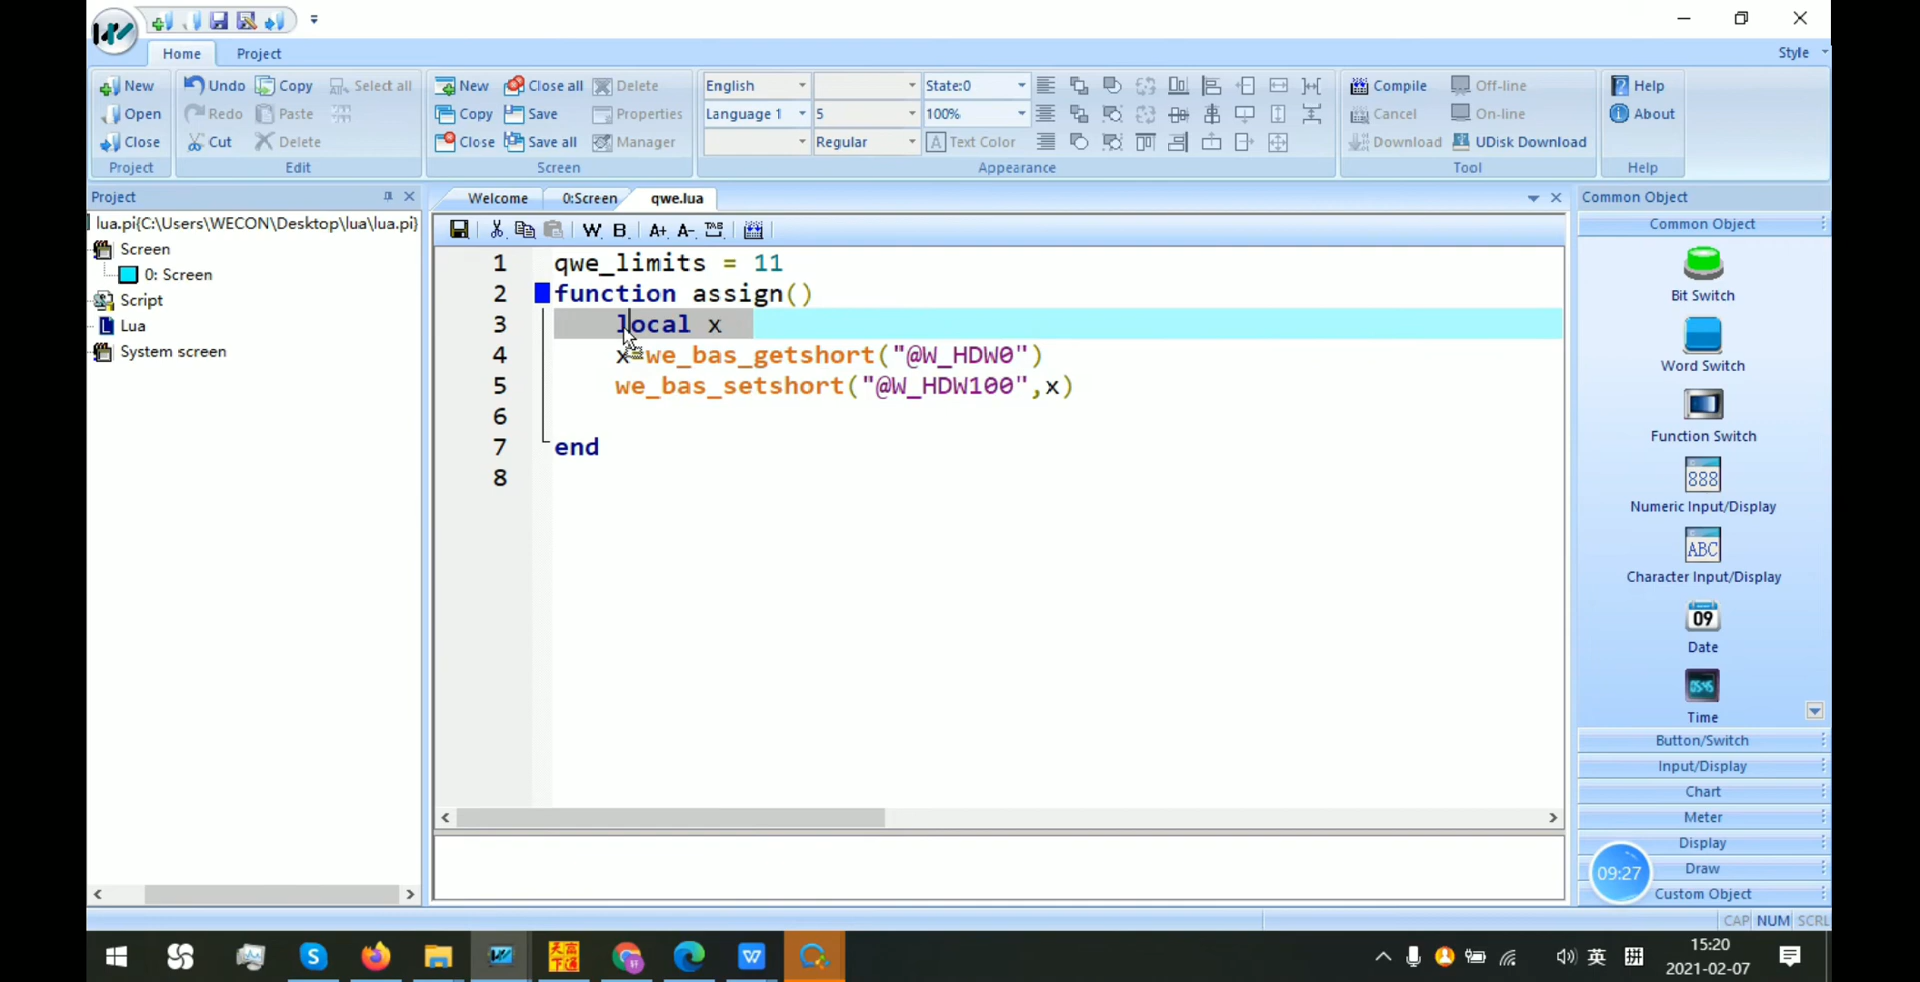 Home Project Style
New Undo Copy Select all New Close all Delete English State:0 Compile Off-line Help
Open Redo Paste Copy Save Properties Language 1 5 100% Cancel On-line About
Close Cut Delete Close Save all Manager Regular A Text Color Download UDisk Download
Project Edit Screen Appearance Tool Help
Project
lua.pi{C:\Users\WECON\Desktop\lua\lua.pi}
Screen
0: Screen
Script
Lua
System screen
Welcome 0:Screen qwe.lua
W B A+ A- TAB
1 qwe_limits = 11
2 function assign()
3 local x
4 x=we_bas_getshort("@W_HDW0")
5 we_bas_setshort("@W_HDW100",x)
6
7 end
8
Common Object
Common Object
Bit Switch
Word Switch
Function Switch
888
Numeric Input/Display
ABC
Character Input/Display
09
Date
Time
Button/Switch
Input/Display
Chart
Meter
Display
Draw
Custom Object
09:27
CAP NUM SCRL
英 拼
15:20
2021-02-07